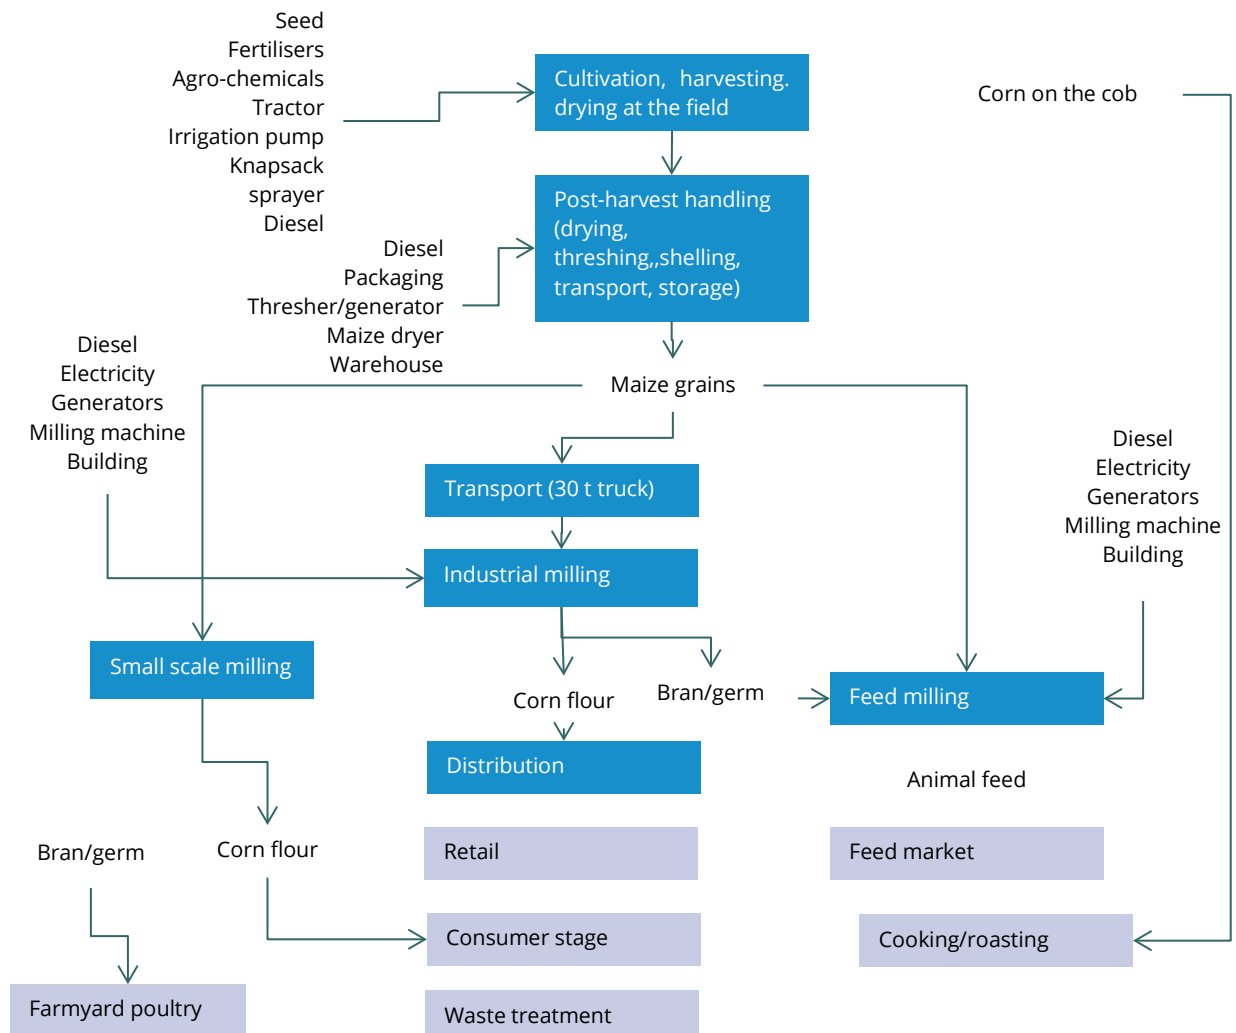 Seed
Fertilisers
Agro-chemicals
Tractor
Irrigation pump
Knapsack
sprayer
Diesel
Cultivation, harvesting.
drying at the field
Corn on the cob
Post-harvest handling
(drying,
threshing,,shelling,
transport, storage)
Diesel
Packaging
Thresher/generator
Maize dryer
Warehouse
Diesel
Electricity
Generators
Milling machine
Building
Maize grains
Transport (30 t truck)
Industrial milling
Diesel
Electricity
Generators
Milling machine
Building
Small scale milling
Corn flour
Bran/germ
Feed milling
Distribution
Animal feed
Bran/germ
Corn flour
Retail
Feed market
Consumer stage
Cooking/roasting
Farmyard poultry
Waste treatment